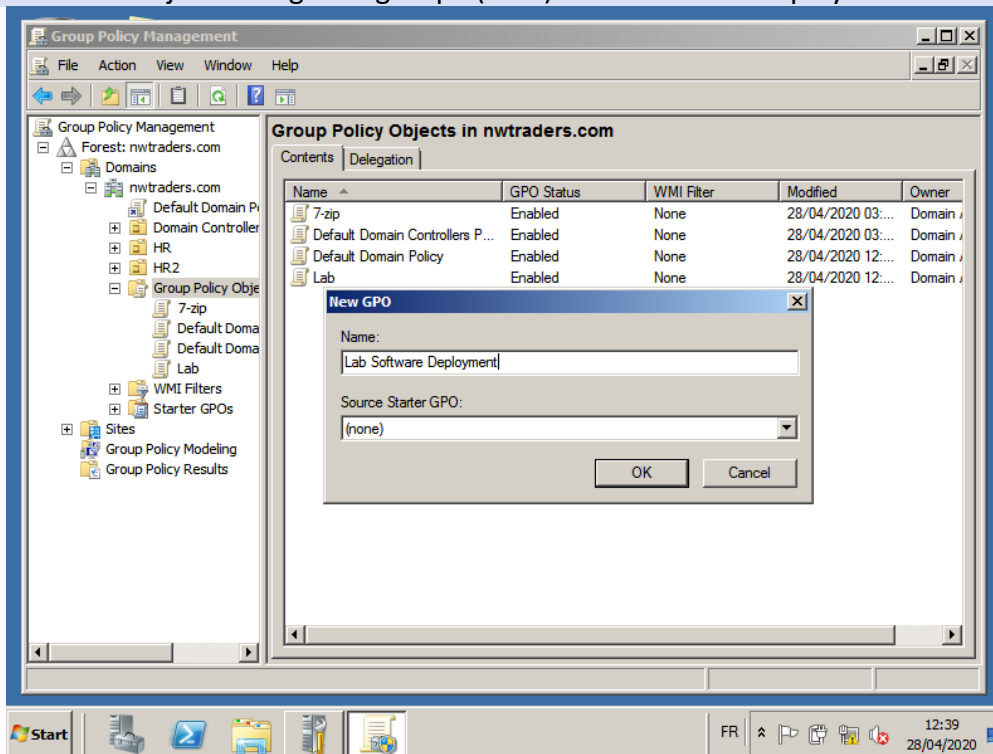 Group Policy Management
File Action View Window Help
Group Policy Management
Forest: nwtraders.com
Domains
nwtraders.com
Default Domain P
Domain Controller
HR
HR2
Group Policy Obje
7-zip
Default Doma
Default Doma
Lab
WMI Filters
Starter GPOs
Sites
Group Policy Modeling
Group Policy Results
Group Policy Objects in nwtraders.com
Contents Delegation
Name GPO Status WMI Filter Modified Owner
7-zip Enabled None 28/04/2020 03:... Domain
Default Domain Controllers P... Enabled None 28/04/2020 03:... Domain
Default Domain Policy Enabled None 28/04/2020 12:... Domain
Lab Enabled None 28/04/2020 12:... Domain
New GPO
Name:
Lab Software Deployment
Source Starter GPO:
(none)
OK Cancel
Start FR 12:39
28/04/2020